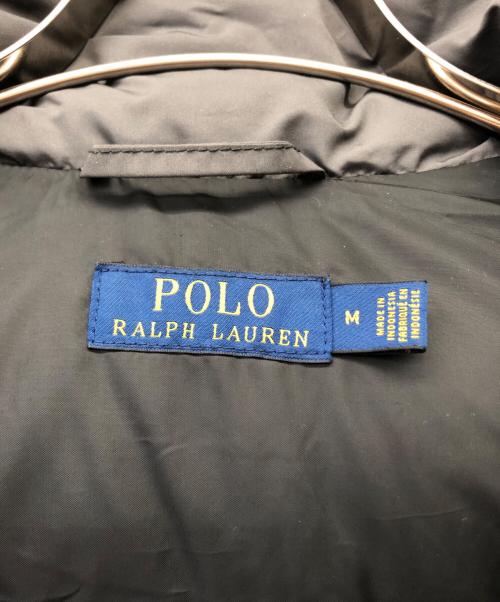 POLO
RALPH LAUREN
M
MADE IN
INDONESIA
FABRIQUÉ EN
INDONÉSIE